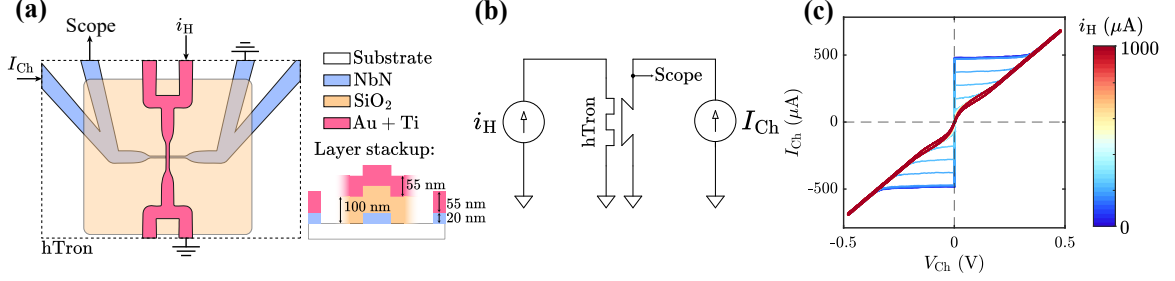 (a)
Scope
i_H
I_Ch
hTron
Substrate
NbN
SiO₂
Au + Ti
Layer stackup:
55 nm
100 nm
55 nm
20 nm
(b)
i_H
hTron
Scope
I_Ch
(c)
I_Ch (μA)
500
0
-500
-0.5
0
0.5
V_Ch (V)
i_H (μA)
1000
0